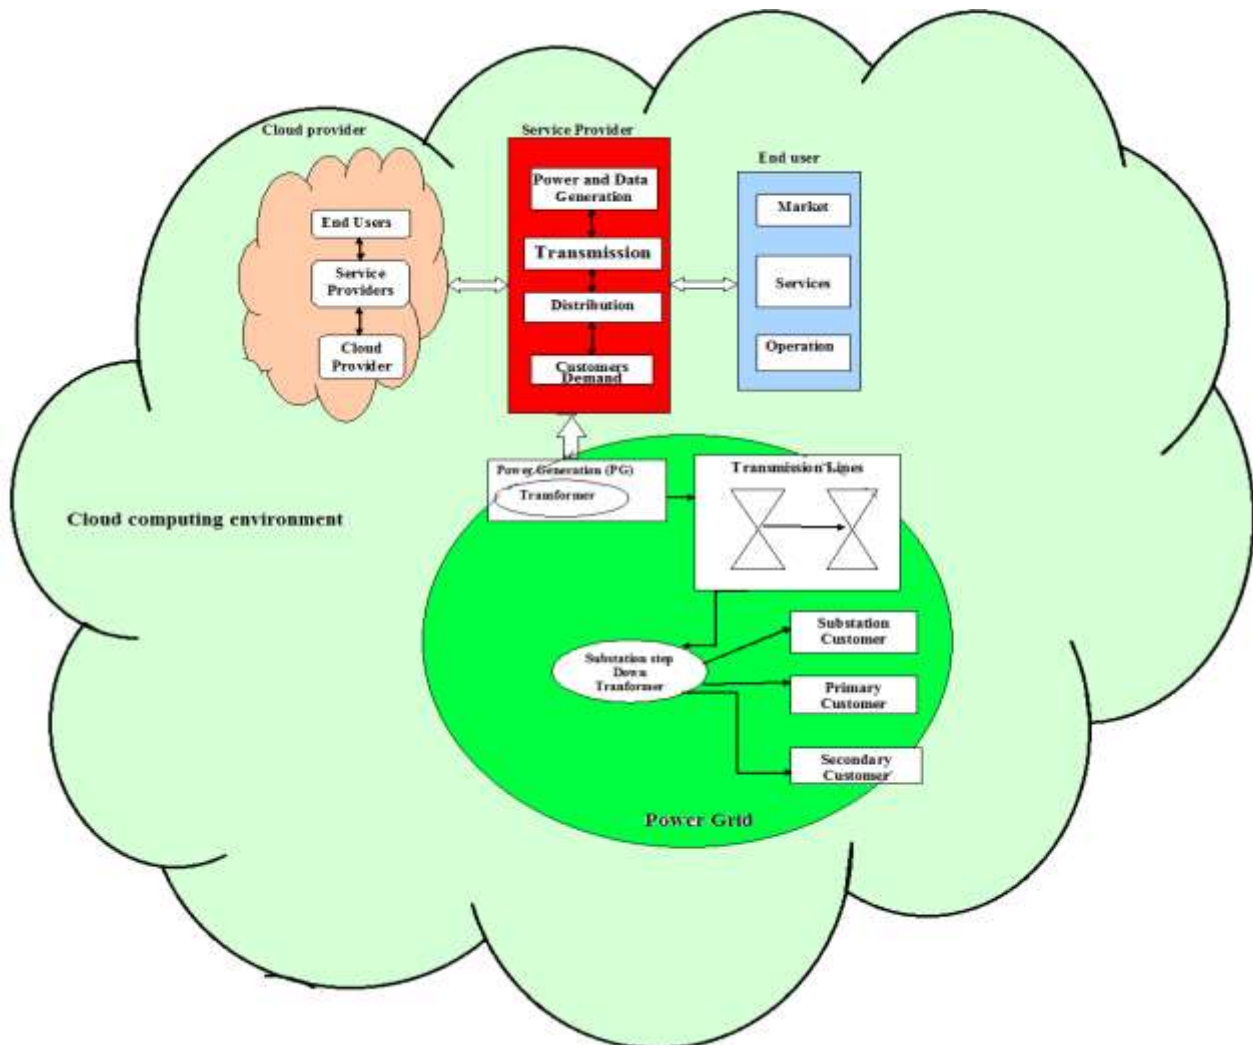 Cloud provider
End Users
Service
Providers
Cloud
Provider
Service Provider
Power and Data
Generation
Transmission
Distribution
Customers
Demand
End user
Market
Services
Operation
Cloud computing environment
Power Generation (PG)
Tramformer
Transmission Lines
Substation step
Down
Tranformer
Substation
Customer
Primary
Customer
Secondary
Customer
Power Grid